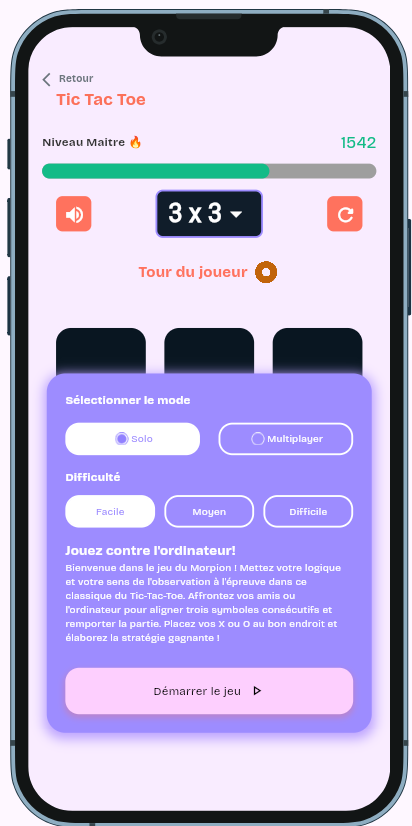 Retour
Tic Tac Toe
Niveau Maitre 🔥 1542
3 x 3
Tour du joueur
Sélectionner le mode
Solo Multiplayer
Difficulté
Facile Moyen Difficile
Jouez contre l'ordinateur!
Bienvenue dans le jeu du Morpion ! Mettez votre logique
et votre sens de l'observation à l'épreuve dans ce
classique du Tic-Tac-Toe. Affrontez vos amis ou
l'ordinateur pour aligner trois symboles consécutifs et
remporter la partie. Placez vos X ou O au bon endroit et
élaborez la stratégie gagnante !
Démarrer le jeu